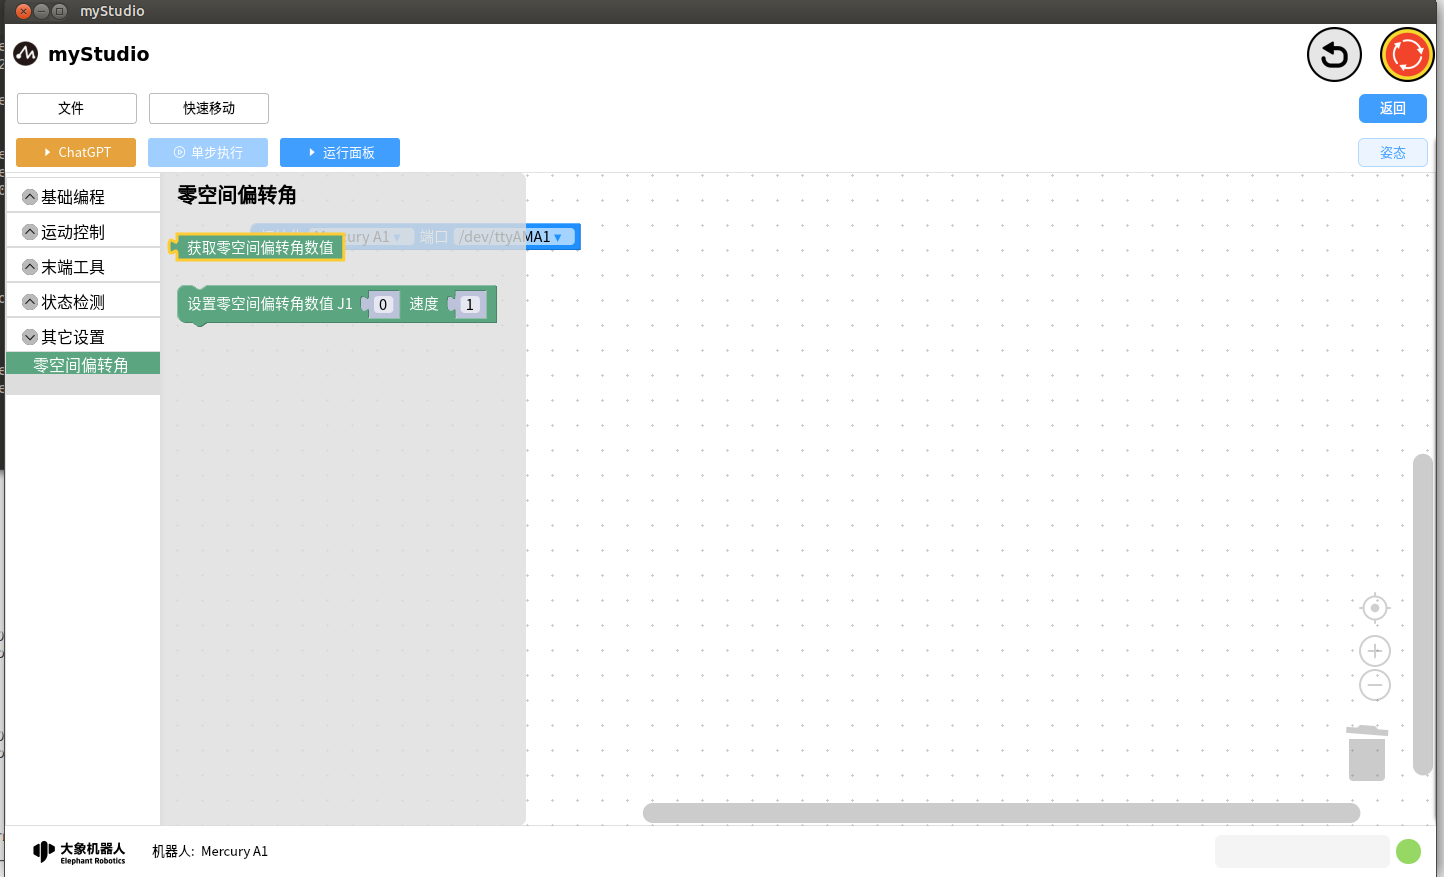 myStudio
myStudio
文件
快速移动
返回
ChatGPT
单步执行
运行面板
姿态
基础编程
运动控制
末端工具
状态检测
其它设置
零空间偏转角
零空间偏转角
ury A1 端口 /dev/ttyAMA1
获取零空间偏转角数值
设置零空间偏转角数值 J1 0 速度 1
大象机器人
Elephant Robotics
机器人: Mercury A1